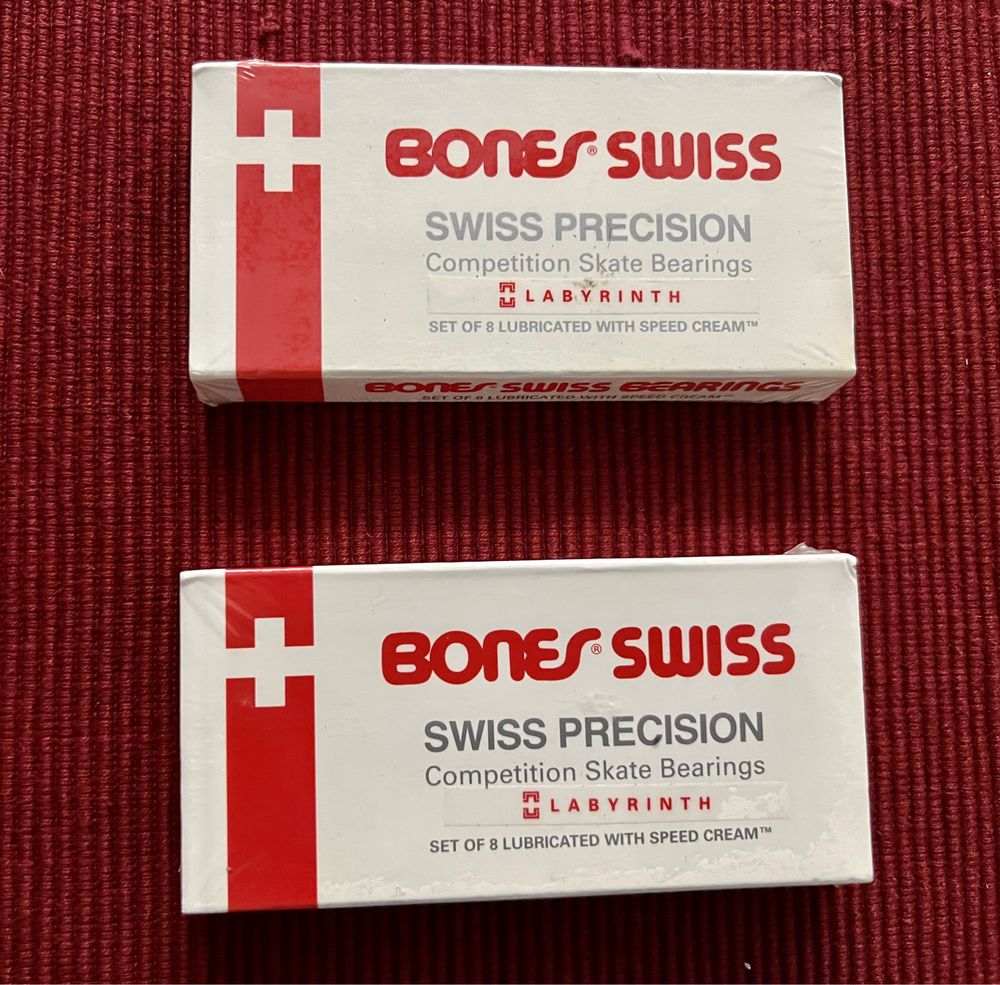 BONES® SWISS
SWISS PRECISION
Competition Skate Bearings
LABYRINTH
SET OF 8 LUBRICATED WITH SPEED CREAM™
BONES® SWISS BEARINGS
SET OF 8 LUBRICATED WITH SPEED CREAM™
BONES® SWISS
SWISS PRECISION
Competition Skate Bearings
LABYRINTH
SET OF 8 LUBRICATED WITH SPEED CREAM™